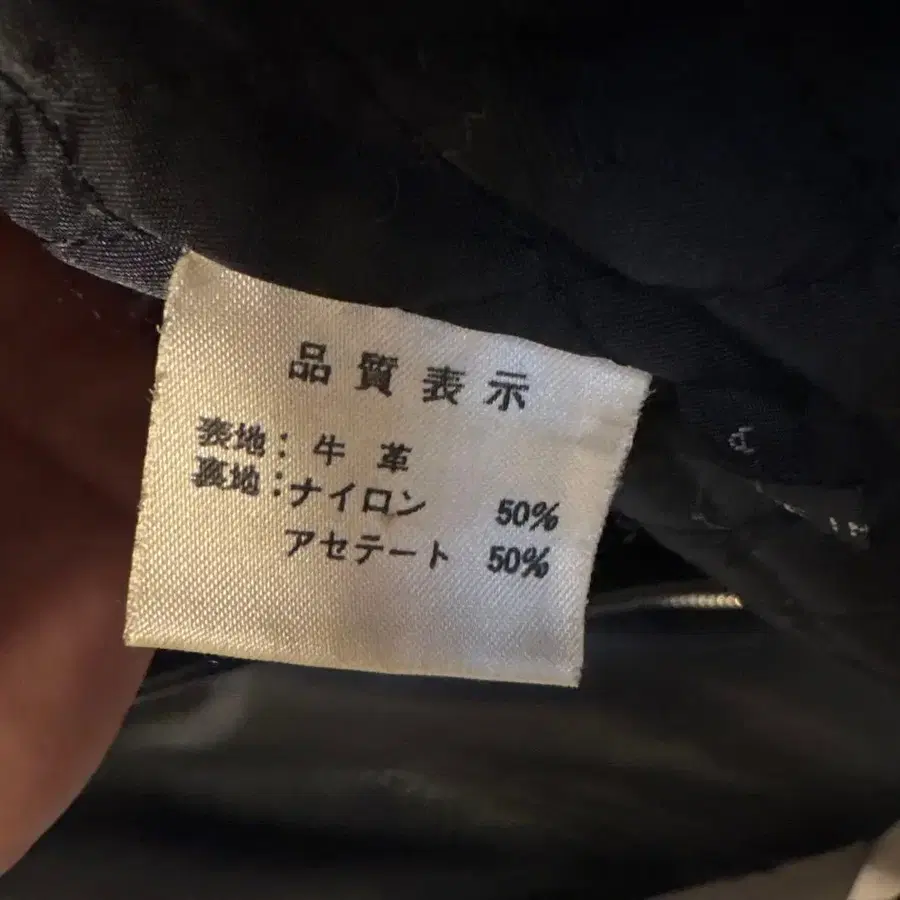 品質表示
表地：牛革
裏地：ナイロン 50%
アセテート 50%